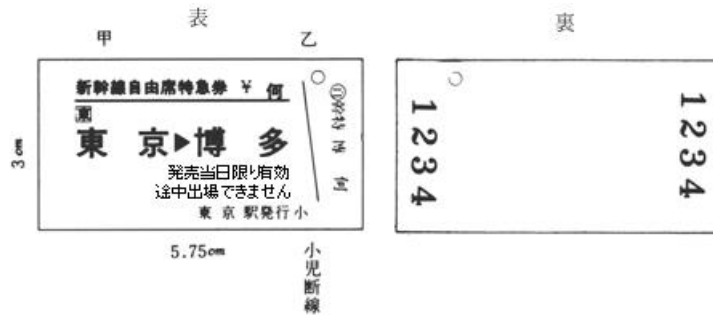 表
甲
乙
新幹線自由席特急券 ¥ 何
東京▶博多
発売当日限り有効
途中出場できません
東京駅発行小
3cm
5.75cm
小児断線
裏
1234
1234